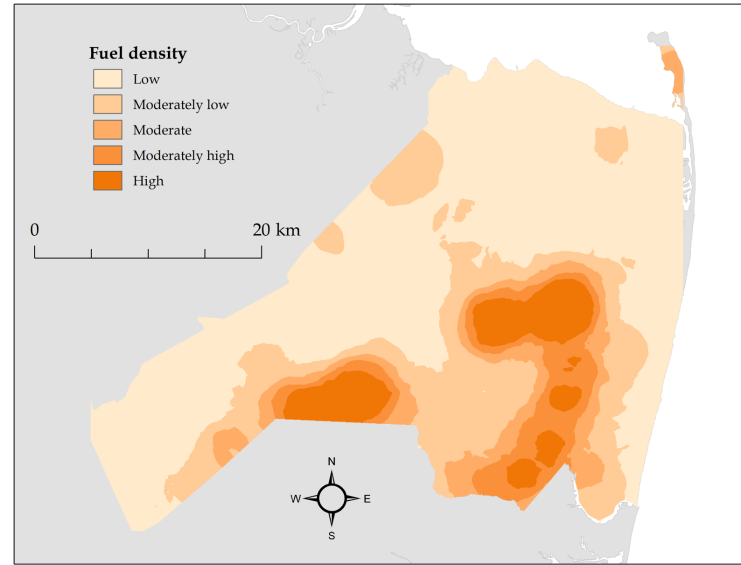 Fuel density
Low
Moderately low
Moderate
Moderately high
High
0 20 km
N
W E
S